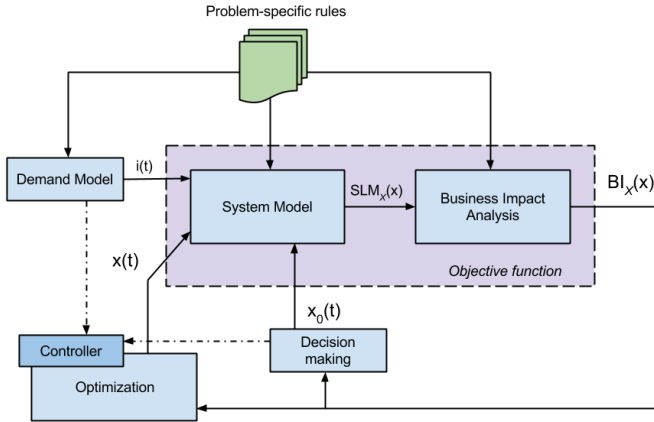 Problem-specific rules
Demand Model
i(t)
System Model
SLMₓ(x)
Business Impact
Analysis
BIₓ(x)
Objective function
x(t)
x₀(t)
Controller
Optimization
Decision
making